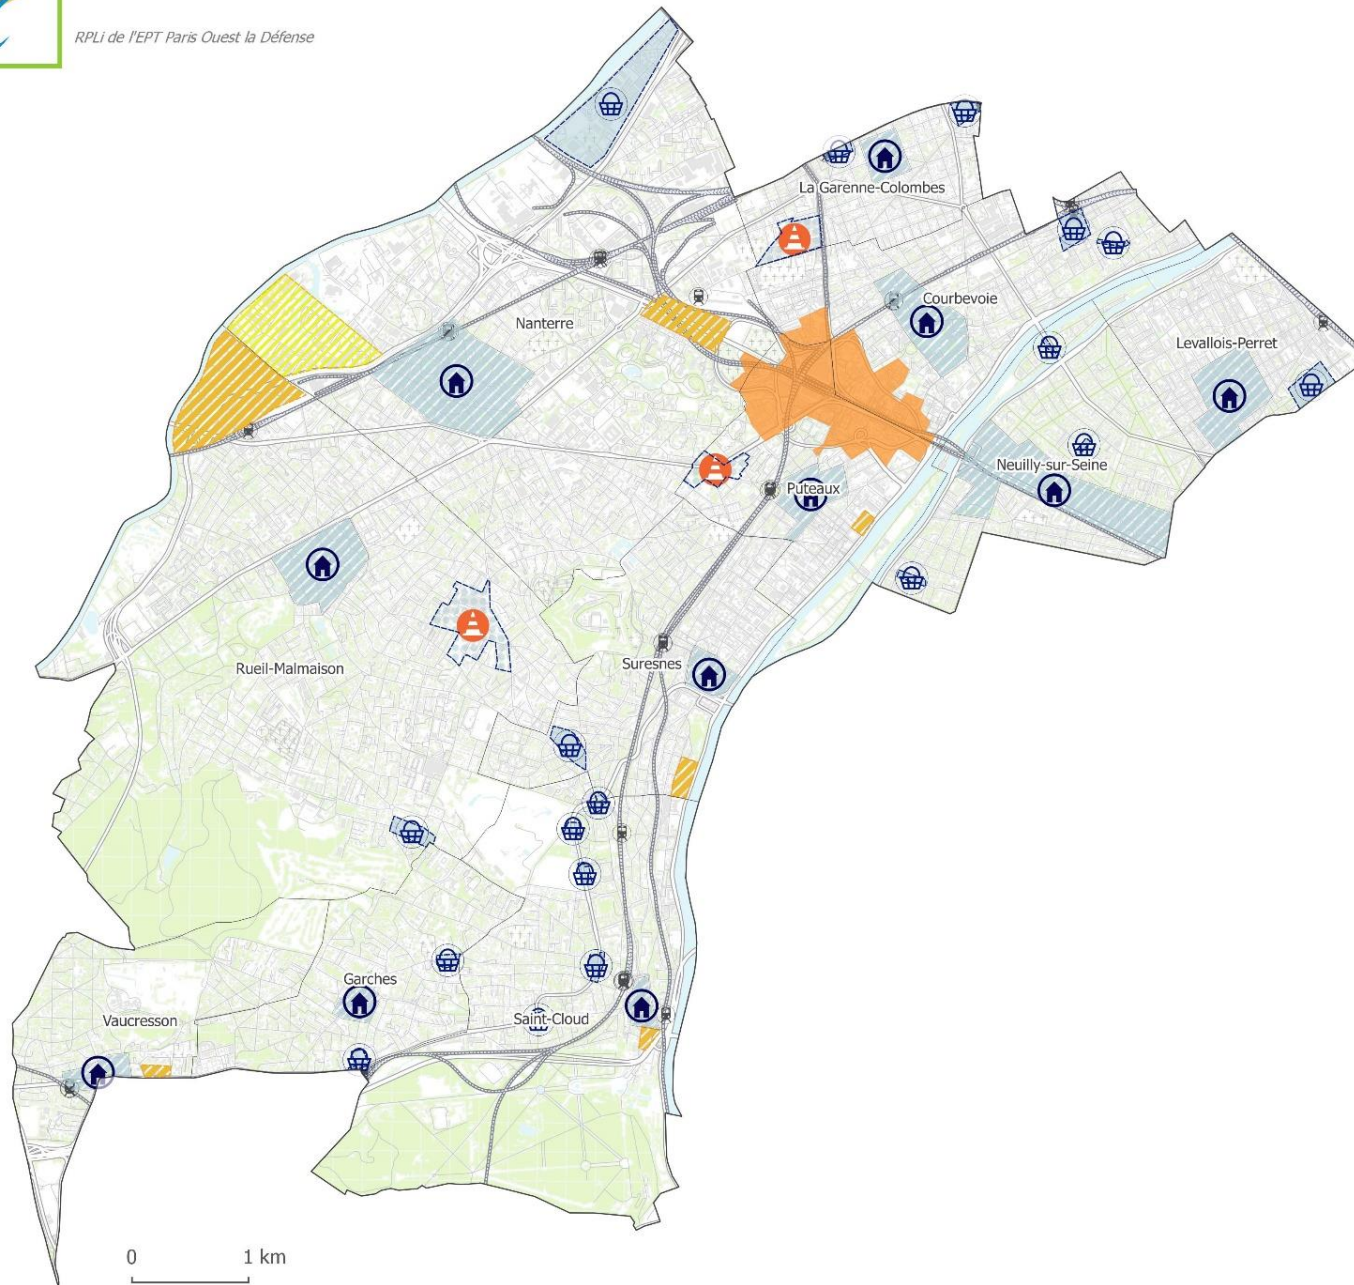 RPLi de l'EPT Paris Ouest la Défense
La Garenne-Colombes
Courbevoie
Nanterre
Levallois-Perret
Neuilly-sur-Seine
Puteaux
Suresnes
Rueil-Malmaison
Garches
Vaucresson
Saint-Cloud
0 1 km